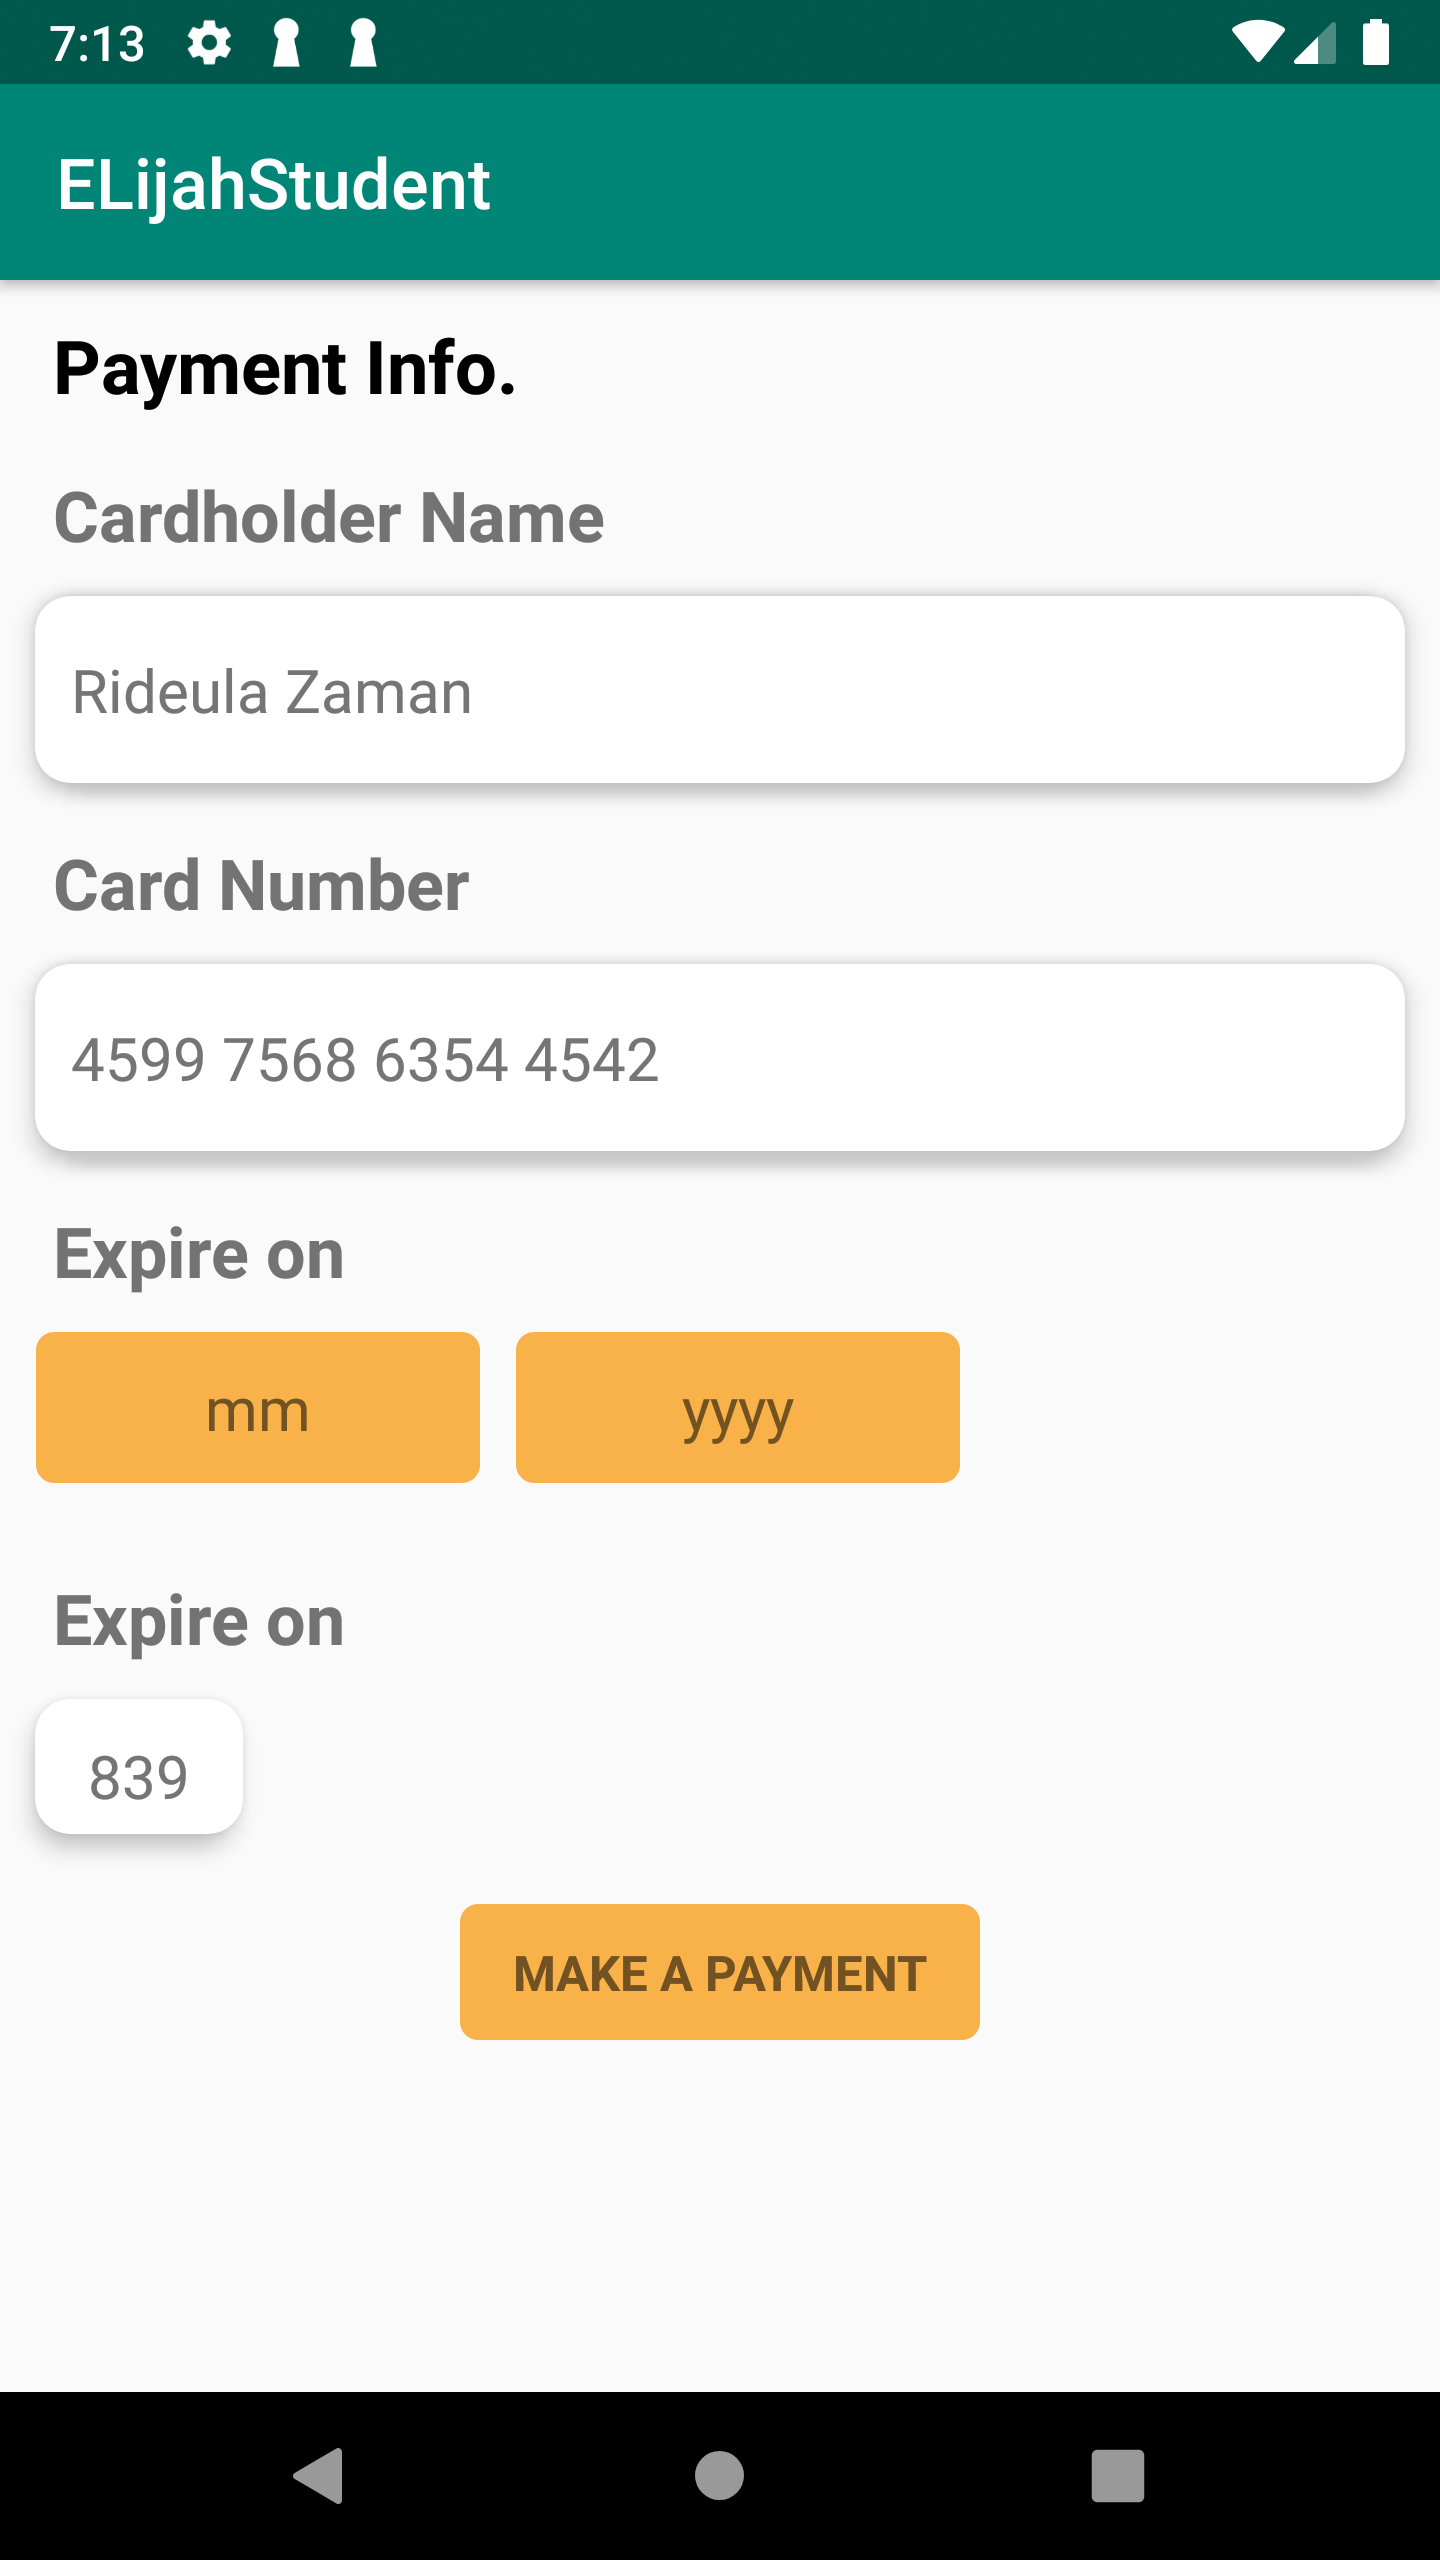 7:13
ELijahStudent
Payment Info.
Cardholder Name
Rideula Zaman
Card Number
4599 7568 6354 4542
Expire on
mm yyyy
Expire on
839
MAKE A PAYMENT